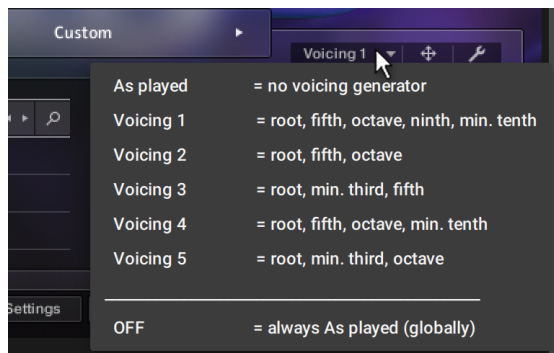 Custom
Voicing 1
As played = no voicing generator
Voicing 1 = root, fifth, octave, ninth, min. tenth
Voicing 2 = root, fifth, octave
Voicing 3 = root, min. third, fifth
Voicing 4 = root, fifth, octave, min. tenth
Voicing 5 = root, min. third, octave
Settings
OFF = always As played (globally)